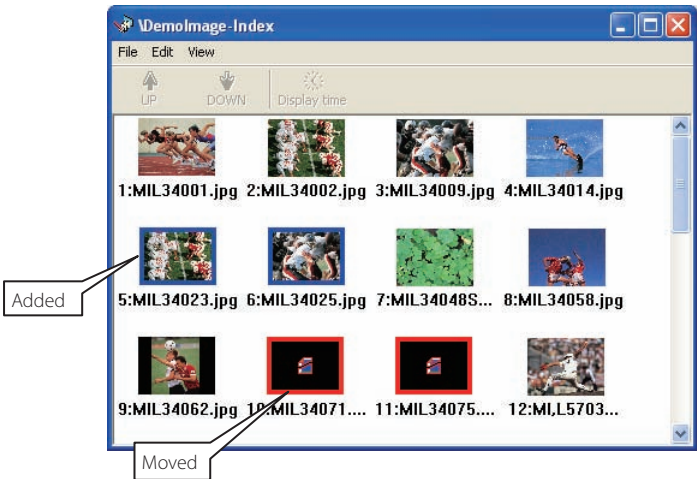 \DemoImage-Index
File Edit View
UP DOWN Display time
1:MIL34001.jpg 2:MIL34002.jpg 3:MIL34009.jpg 4:MIL34014.jpg
Added
5:MIL34023.jpg 6:MIL34025.jpg 7:MIL34048S... 8:MIL34058.jpg
9:MIL34062.jpg 10:MIL34071.... 11:MIL34075.... 12:MI,L5703...
Moved